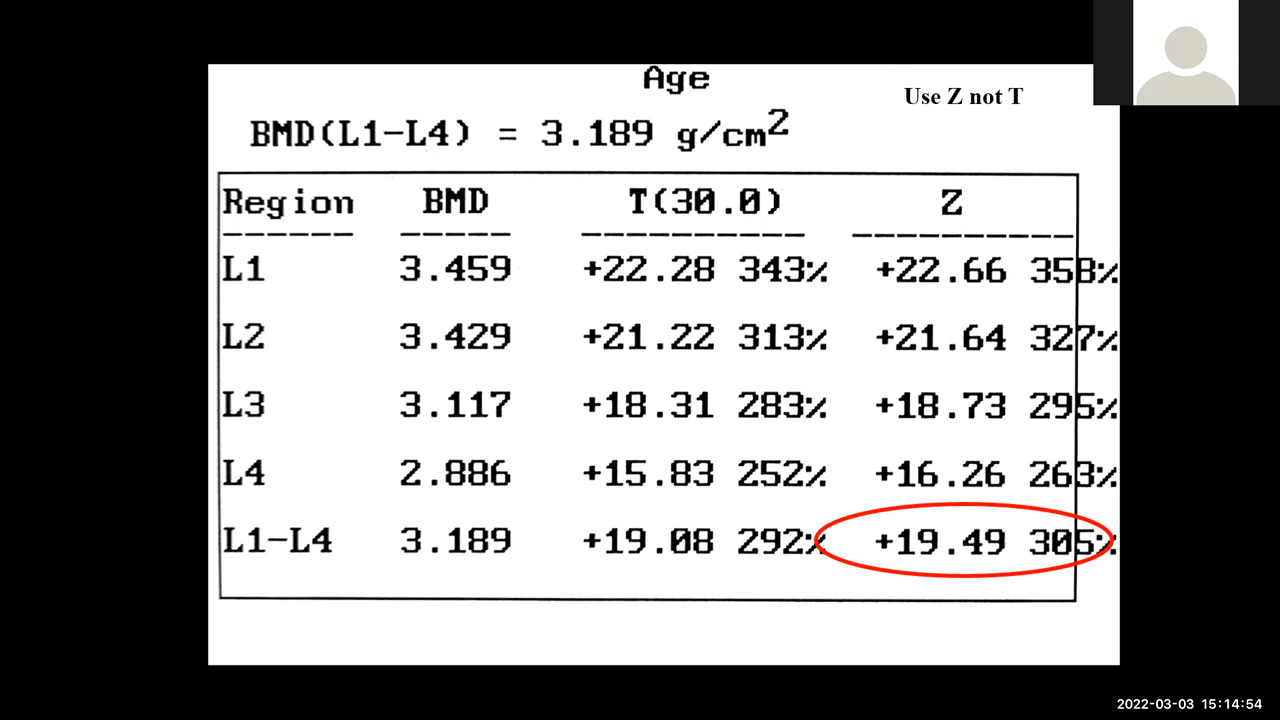 Age
Use Z not T
BMD(L1-L4) = 3.189 g/cm²
Region BMD T(30.0) Z
------ ----- ---------- ----------
L1 3.459 +22.28 343% +22.66 358%
L2 3.429 +21.22 313% +21.64 327%
L3 3.117 +18.31 283% +18.73 295%
L4 2.886 +15.83 252% +16.26 263%
L1-L4 3.189 +19.08 292% +19.49 305%
2022-03-03 15:14:54